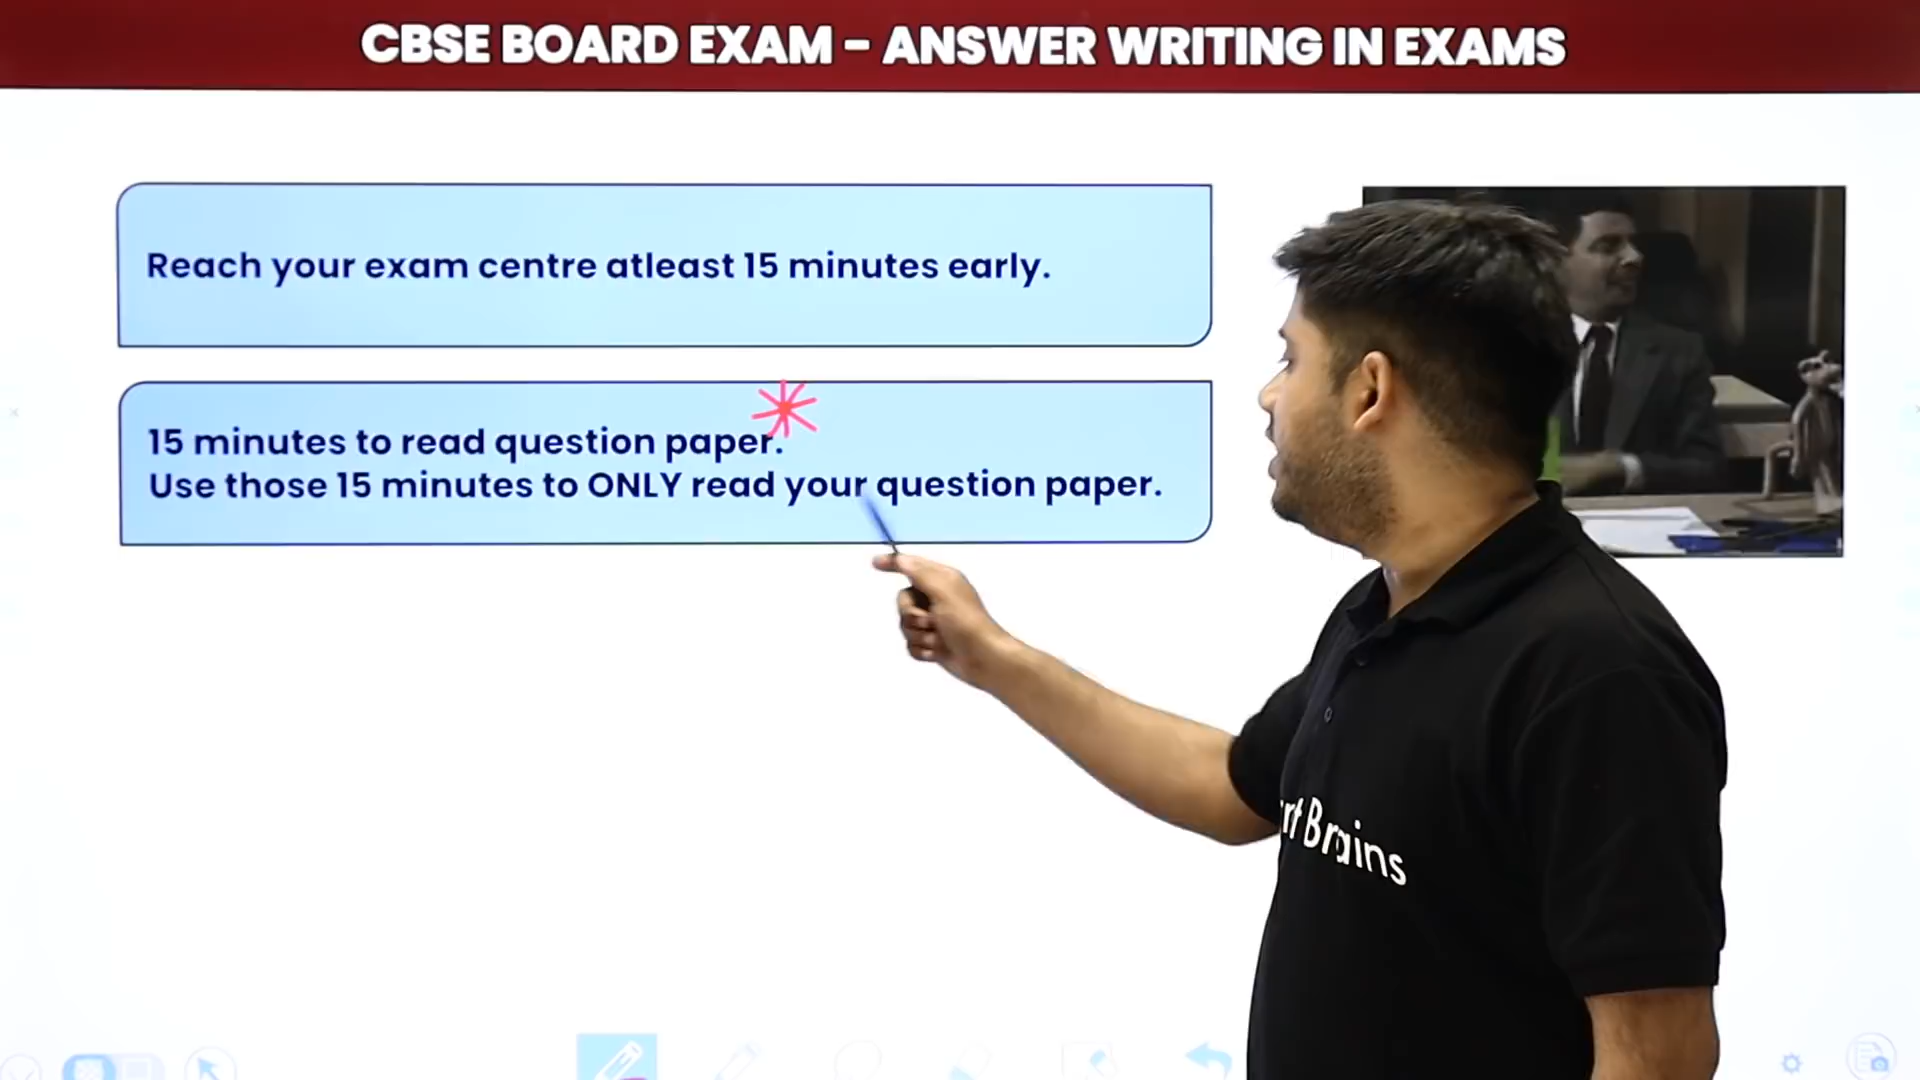 CBSE BOARD EXAM - ANSWER WRITING IN EXAMS
Reach your exam centre atleast 15 minutes early.
15 minutes to read question paper.
Use those 15 minutes to ONLY read your question paper.
Brains